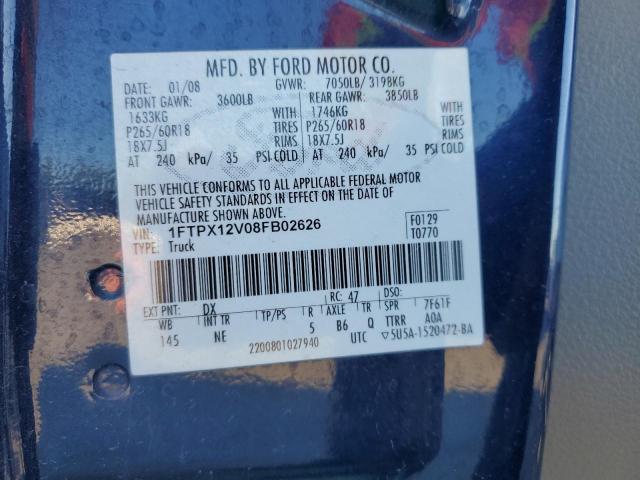 MFD. BY FORD MOTOR CO.
DATE: 01/08 GVWR: 7050LB/ 3198KG
FRONT GAWR: 3600LB REAR GAWR: 3850LB
1633KG 1746KG
P265/60R18 TIRES P265/60R18 TIRES
18X7.5J RIMS 18X7.5J RIMS
AT 240 kPa/ 35 PSI COLD AT 240 kPa/ 35 PSI COLD
THIS VEHICLE CONFORMS TO ALL APPLICABLE FEDERAL MOTOR
VEHICLE SAFETY STANDARDS IN EFFECT ON THE DATE OF
MANUFACTURE SHOWN ABOVE.
VIN: 1FTPX12V08FB02626 F0129
TYPE: Truck T0770
EXT PNT: DX RC: 47 DSO:
WB INT TR TP/PS R AXLE TR SPR 7F61F
145 NE 5 B6 Q TTRR A0A
2200801027940 UTC ▽5U5A-1520472-BA